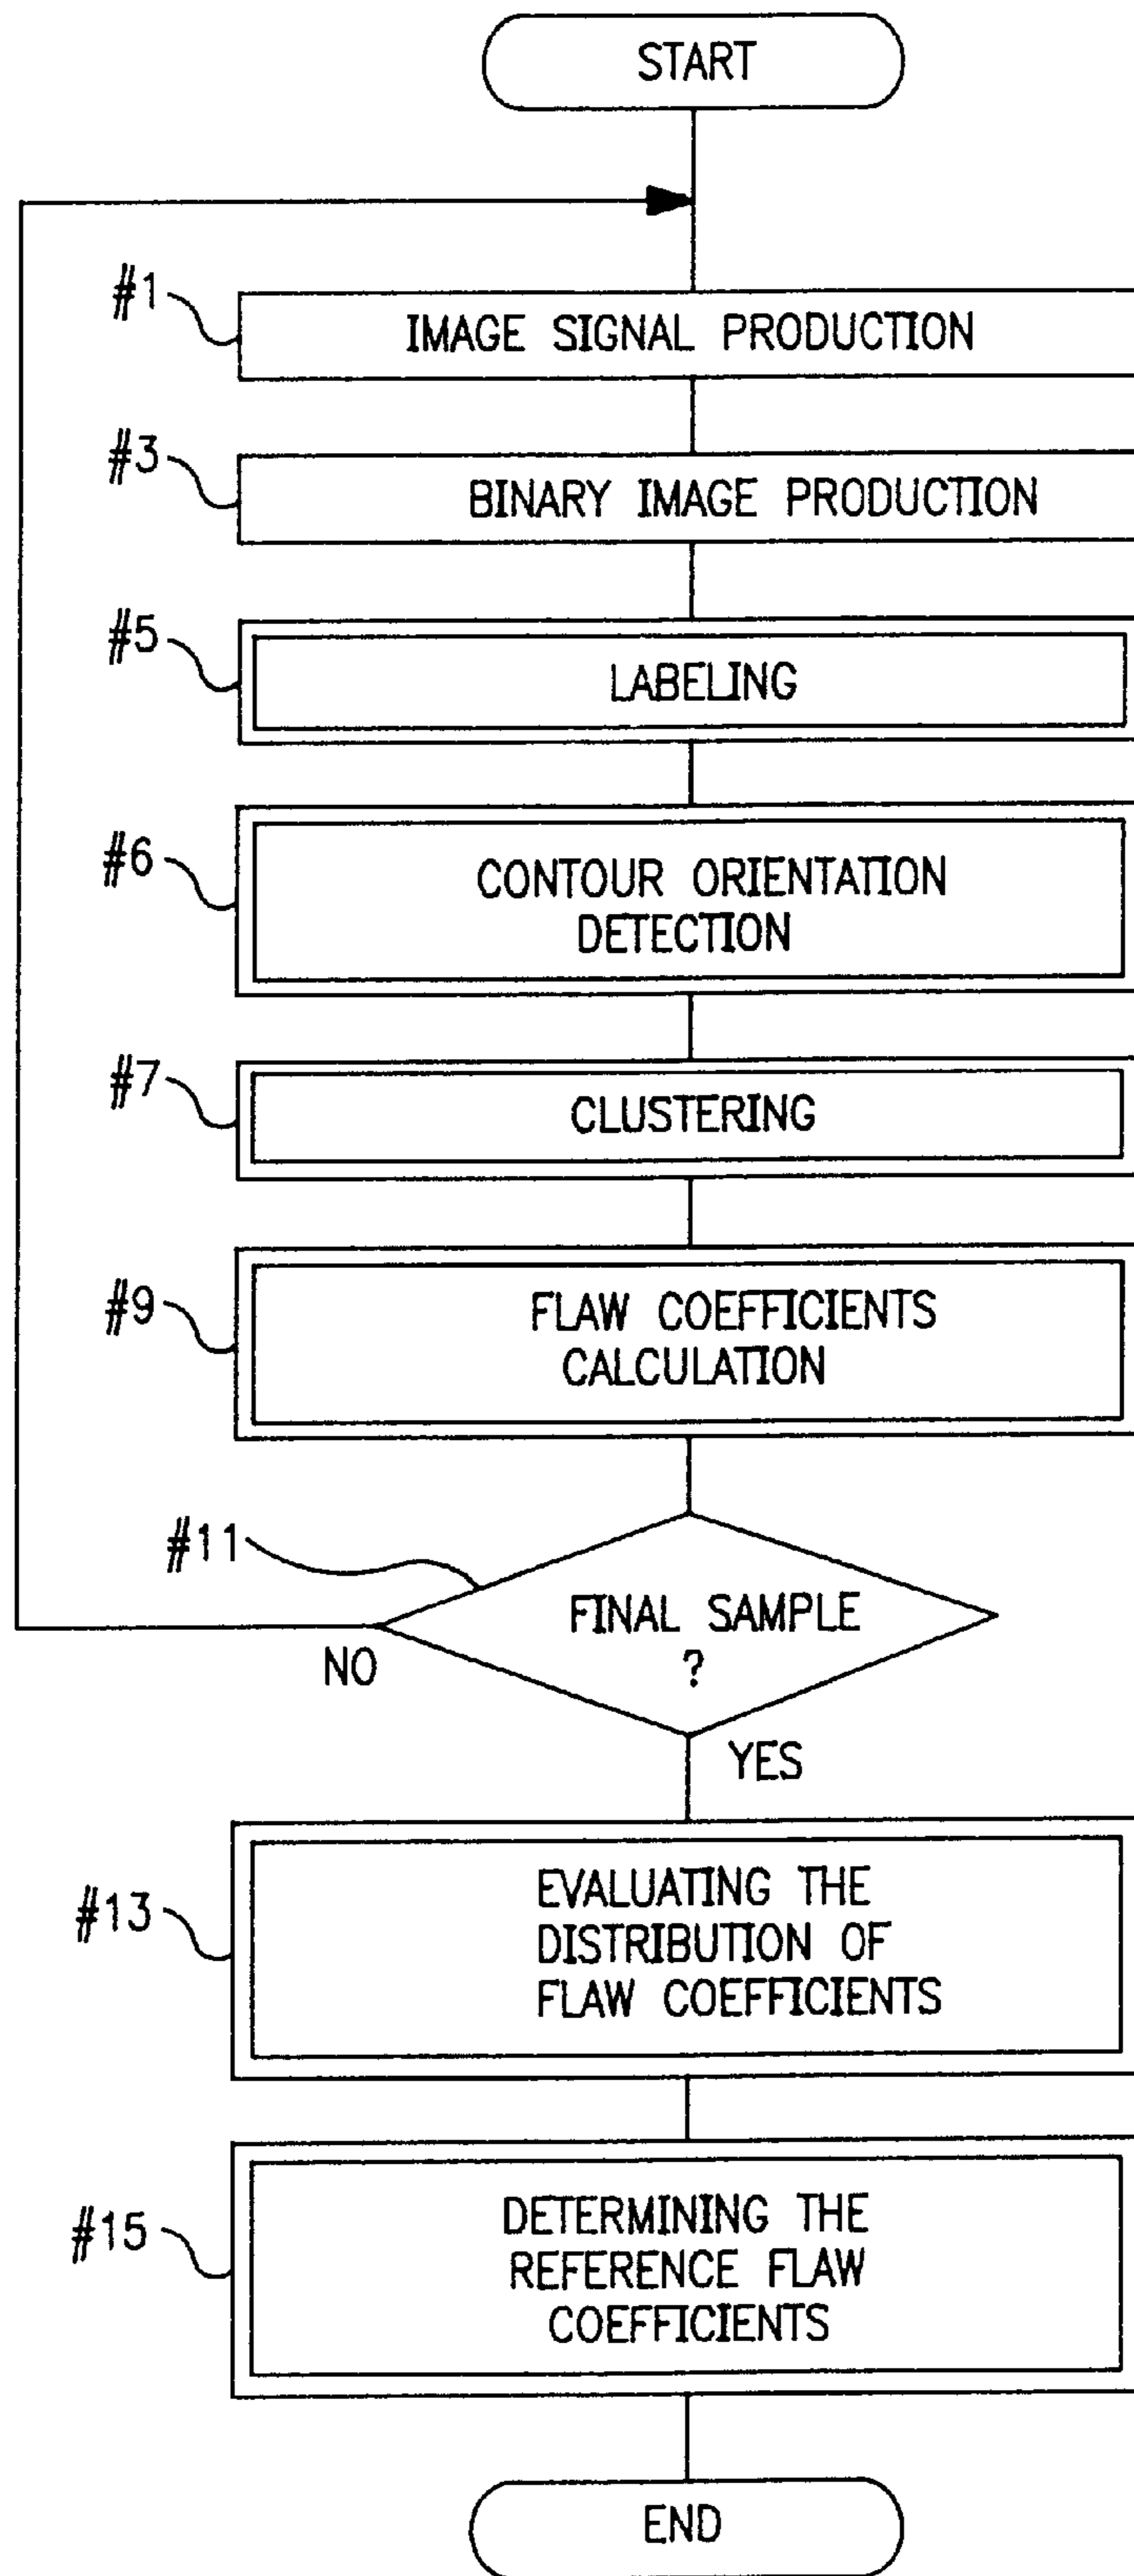 START
#1
IMAGE SIGNAL PRODUCTION
#3
BINARY IMAGE PRODUCTION
#5
LABELING
#6
CONTOUR ORIENTATION
DETECTION
#7
CLUSTERING
#9
FLAW COEFFICIENTS
CALCULATION
#11
FINAL SAMPLE
?
NO
YES
#13
EVALUATING THE
DISTRIBUTION OF
FLAW COEFFICIENTS
#15
DETERMINING THE
REFERENCE FLAW
COEFFICIENTS
END